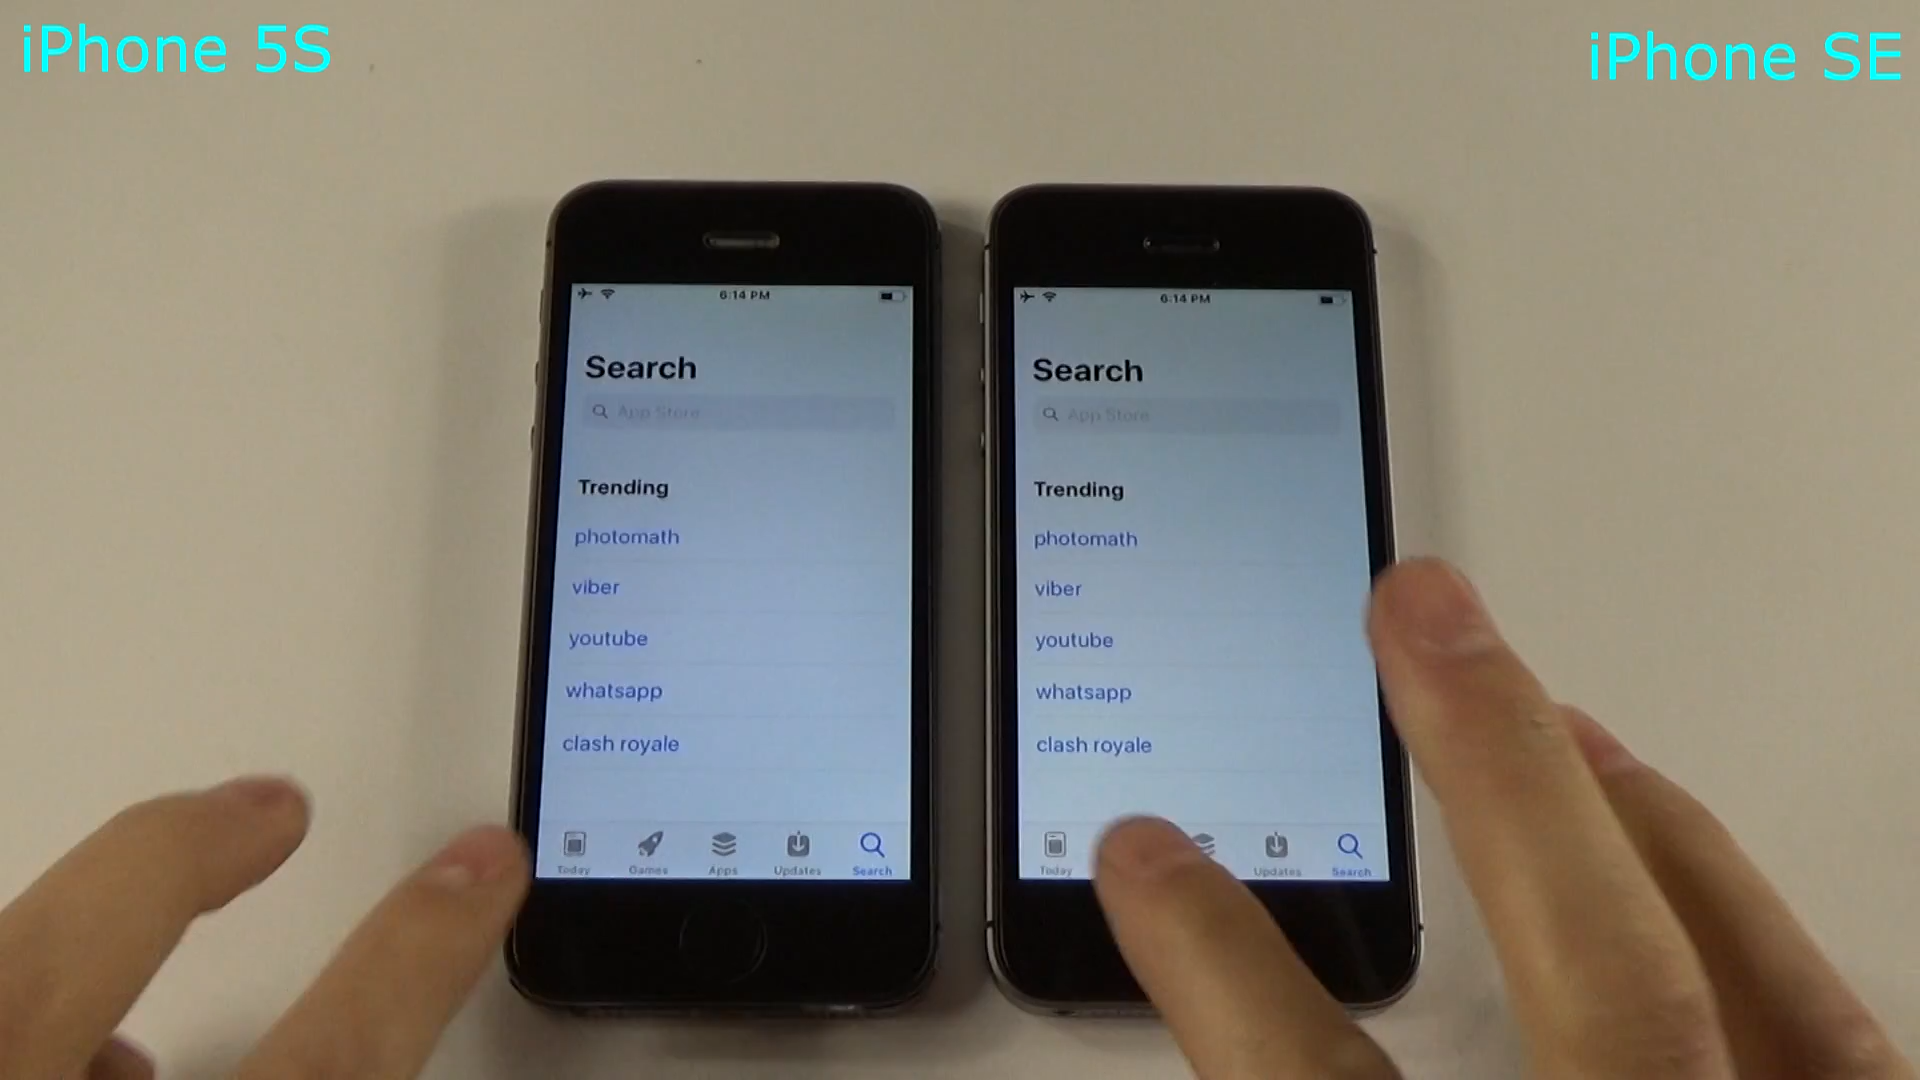 iPhone 5S
iPhone SE
6:14 PM
Search
App Store
Trending
photomath
viber
youtube
whatsapp
clash royale
Today
Games
Apps
Updates
Search
6:14 PM
Search
App Store
Trending
photomath
viber
youtube
whatsapp
clash royale
Today
Updates
Search